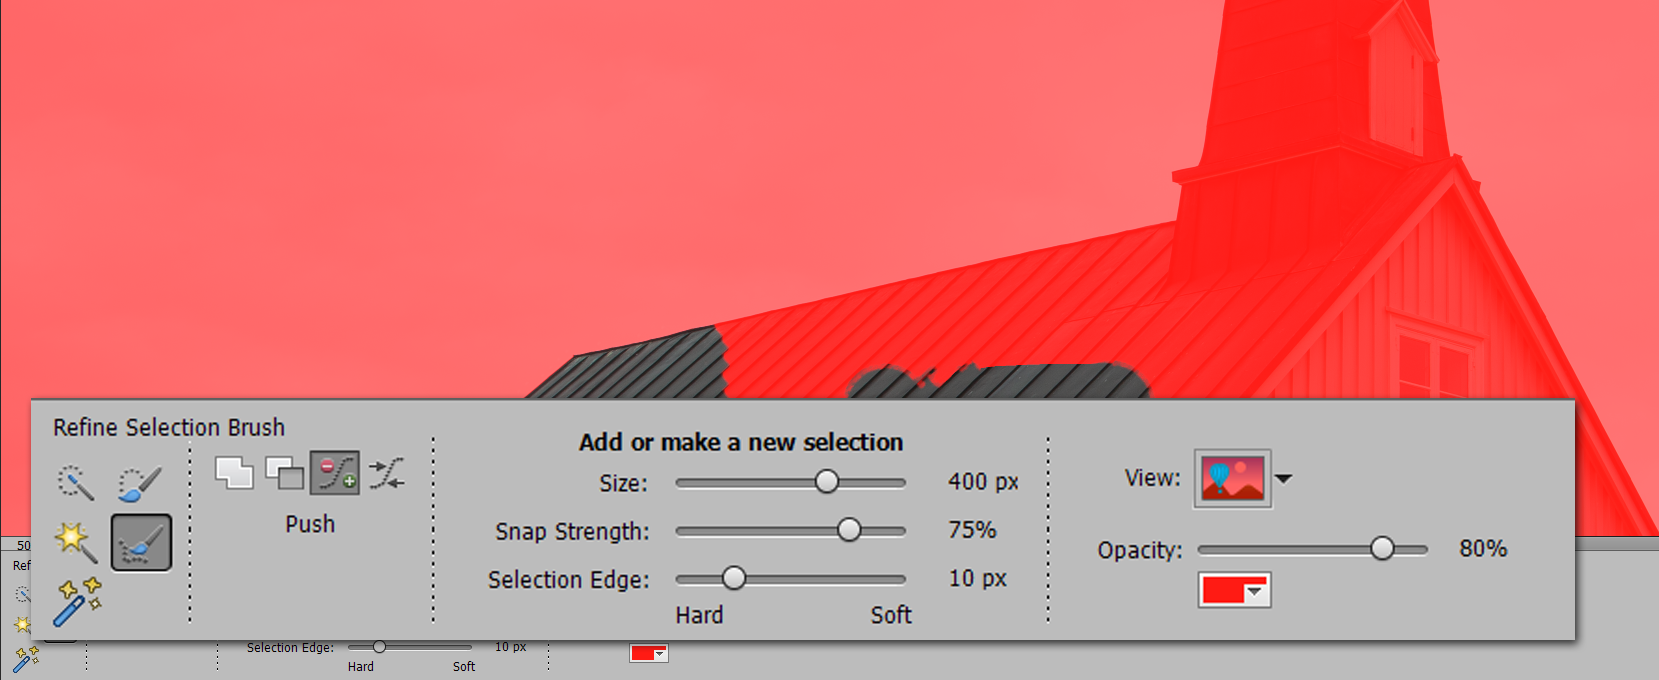 Refine Selection Brush
Push
Add or make a new selection
Size: 400 px
Snap Strength: 75%
Selection Edge: 10 px
Hard Soft
View:
Opacity: 80%
50
Ref
Selection Edge: 10 px
Hard Soft